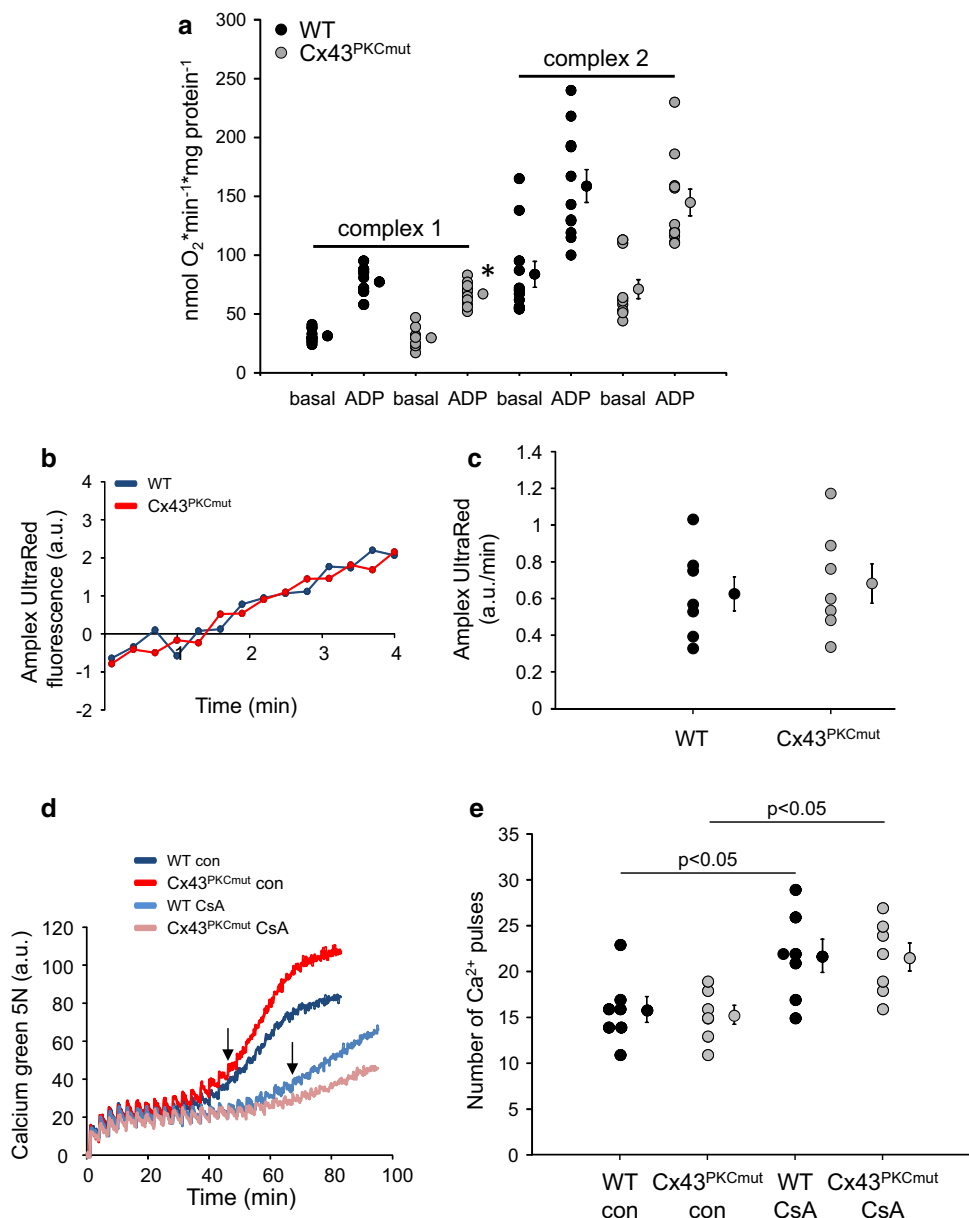 a
WT
Cx43PKCmut
nmol O2*min-1*mg protein-1
300
250
200
150
100
50
0
complex 1
complex 2
*
basal ADP basal ADP basal ADP basal ADP
b
WT
Cx43PKCmut
Amplex UltraRed
fluorescence (a.u.)
4
3
2
1
0
-1
-2
1 2 3 4
Time (min)
c
Amplex UltraRed
(a.u./min)
1.4
1.2
1
0.8
0.6
0.4
0.2
0
WT Cx43PKCmut
d
WT con
Cx43PKCmut con
WT CsA
Cx43PKCmut CsA
Calcium green 5N (a.u.)
120
100
80
60
40
20
0
0 20 40 60 80 100
Time (min)
e
p<0.05
p<0.05
Number of Ca2+ pulses
35
30
25
20
15
10
5
0
WT Cx43PKCmut WT Cx43PKCmut
con con CsA CsA